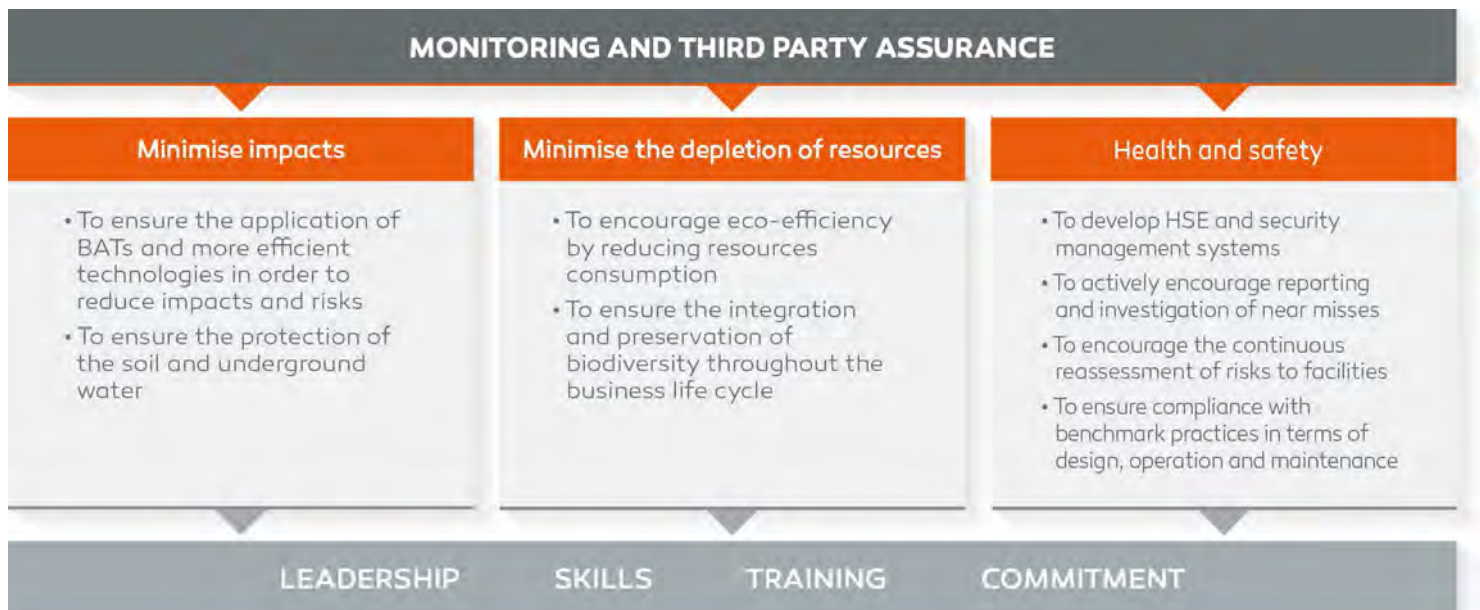 MONITORING AND THIRD PARTY ASSURANCE
Minimise impacts
• To ensure the application of
BATs and more efficient
technologies in order to
reduce impacts and risks
• To ensure the protection of
the soil and underground
water
Minimise the depletion of resources
• To encourage eco-efficiency
by reducing resources
consumption
• To ensure the integration
and preservation of
biodiversity throughout the
business life cycle
Health and safety
• To develop HSE and security
management systems
• To actively encourage reporting
and investigation of near misses
• To encourage the continuous
reassessment of risks to facilities
• To ensure compliance with
benchmark practices in terms of
design, operation and maintenance
LEADERSHIP SKILLS TRAINING COMMITMENT